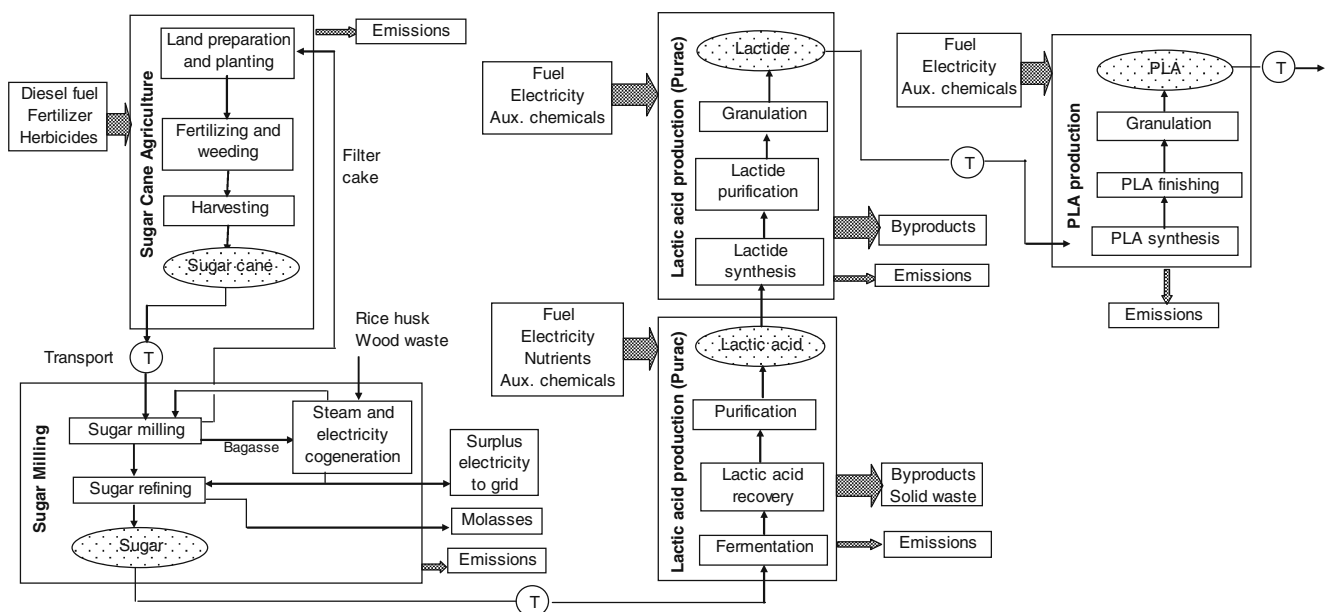 Sugar Cane Agriculture
Land preparation
and planting
Emissions
Diesel fuel
Fertilizer
Herbicides
Fertilizing and
weeding
Harvesting
Sugar cane
Filter
cake
Transport
T
Sugar Milling
Rice husk
Wood waste
Sugar milling
Bagasse
Steam and
electricity
cogeneration
Sugar refining
Surplus
electricity
to grid
Molasses
Sugar
Emissions
T
Lactic acid production (Purac)
Fuel
Electricity
Nutrients
Aux. chemicals
Lactic acid
Purification
Lactic acid
recovery
Byproducts
Solid waste
Fermentation
Emissions
Lactic acid production (Purac)
Fuel
Electricity
Aux. chemicals
Lactide
Granulation
Lactide
purification
Byproducts
Lactide
synthesis
Emissions
T
PLA production
Fuel
Electricity
Aux. chemicals
PLA
T
Granulation
PLA finishing
PLA synthesis
Emissions